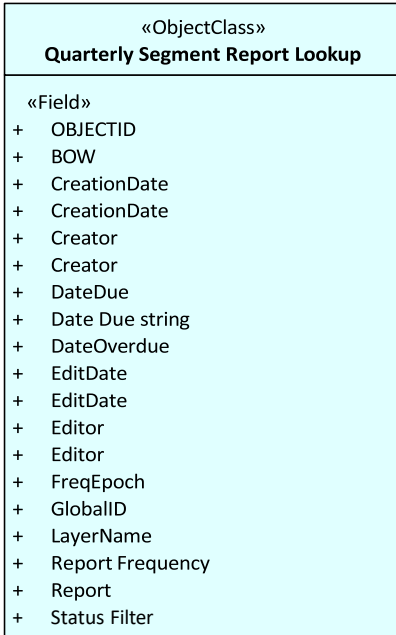 «ObjectClass»
Quarterly Segment Report Lookup
«Field»
+ OBJECTID
+ BOW
+ CreationDate
+ CreationDate
+ Creator
+ Creator
+ DateDue
+ Date Due string
+ DateOverdue
+ EditDate
+ EditDate
+ Editor
+ Editor
+ FreqEpoch
+ GlobalID
+ LayerName
+ Report Frequency
+ Report
+ Status Filter